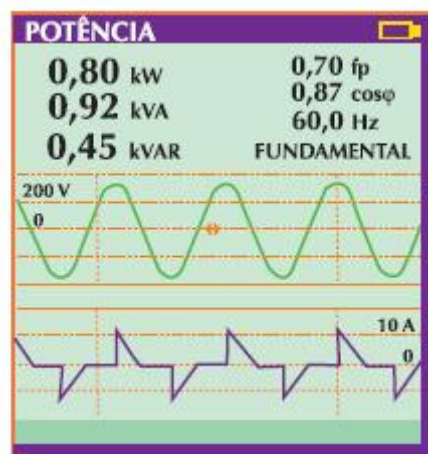 POTÊNCIA
0,80 kW
0,92 kVA
0,45 kVAR
0,70 fp
0,87 cosφ
60,0 Hz
FUNDAMENTAL
200 V
0
10 A
0